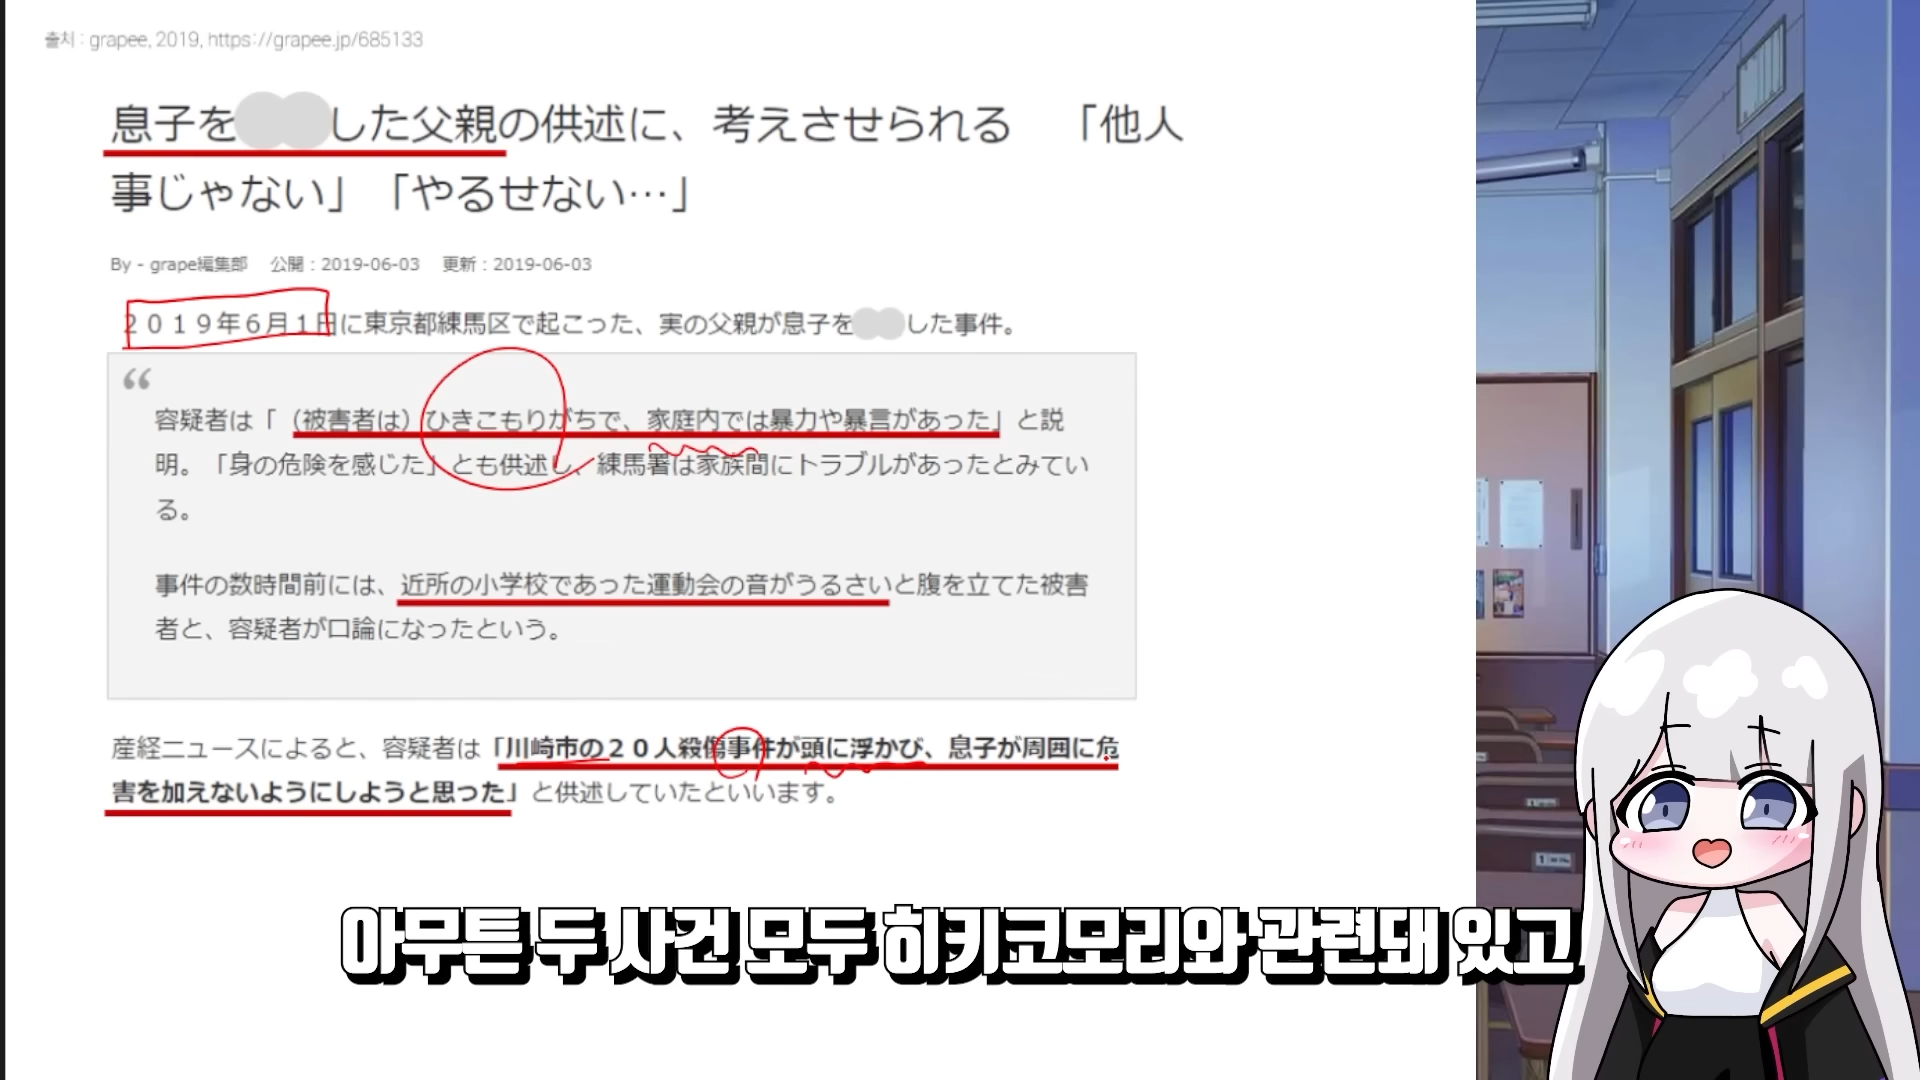 출처 : grapee, 2019, https://grapee.jp/685133
息子を した父親の供述に、考えさせられる 「他人
事じゃない」「やるせない…」
By - grape編集部 公開 : 2019-06-03 更新 : 2019-06-03
２０１９年６月１日に東京都練馬区で起こった、実の父親が息子を した事件。
“
容疑者は「（被害者は）ひきこもりがちで、家庭内では暴力や暴言があった」と説
明。「身の危険を感じた」とも供述し、練馬署は家族間にトラブルがあったとみてい
る。
事件の数時間前には、近所の小学校であった運動会の音がうるさいと腹を立てた被害
者と、容疑者が口論になったという。
産経ニュースによると、容疑者は「川崎市の２０人殺傷事件が頭に浮かび、息子が周囲に危
害を加えないようにしようと思った」と供述していたといいます。
아무튼 두 사건 모두 히키코모리와 관련돼 있고